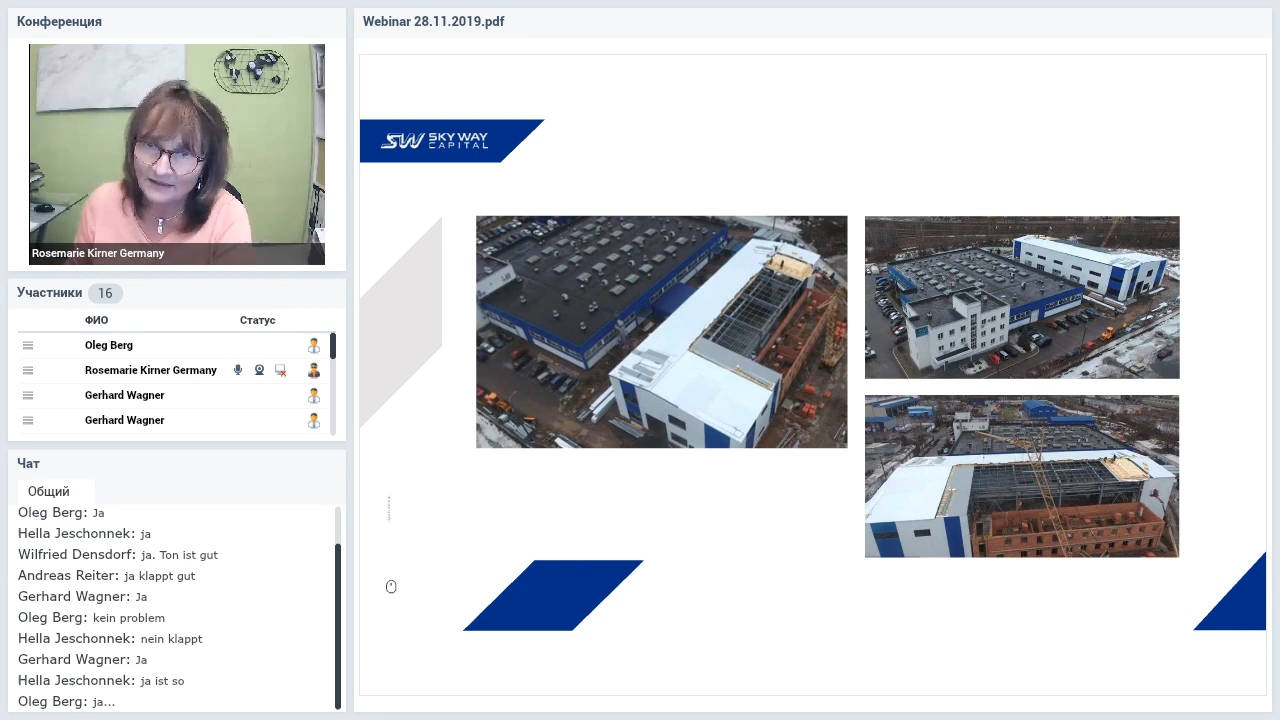 Конференция
Rosemarie Kirner Germany
Участники 16
ФИО Статус
Oleg Berg
Rosemarie Kirner Germany
Gerhard Wagner
Gerhard Wagner
Чат
Общий
Oleg Berg: Ja
Hella Jeschonnek: ja
Wilfried Densdorf: ja. Ton ist gut
Andreas Reiter: ja klappt gut
Gerhard Wagner: Ja
Oleg Berg: kein problem
Hella Jeschonnek: nein klappt
Gerhard Wagner: Ja
Hella Jeschonnek: ja ist so
Oleg Berg: ja...
Webinar 28.11.2019.pdf
SW SKY WAY
CAPITAL